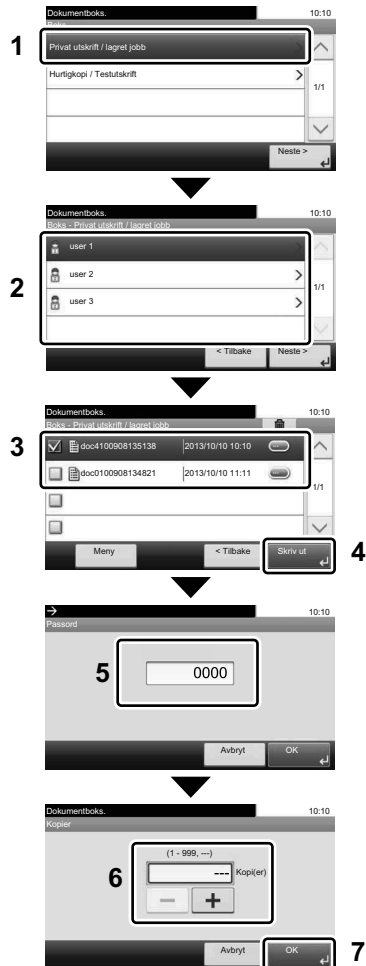 Dokumentboks. 10:10
Boks
1
Privat utskrift / lagret jobb
Hurtigkopi / Testutskrift
1/1
Neste >
Dokumentboks. 10:10
Boks - Privat utskrift / lagret jobb
2
user 1
user 2
user 3
1/1
< Tilbake Neste >
Dokumentboks. 10:10
Boks - Privat utskrift / lagret jobb
3
doc4100908135138 2013/10/10 10:10
doc0100908134821 2013/10/10 11:11
1/1
Meny < Tilbake Skriv ut 4
10:10
Passord
5
0000
Avbryt OK
Dokumentboks. 10:10
Kopier
(1 - 999, ---)
6
--- Kopi(er)
Avbryt OK 7